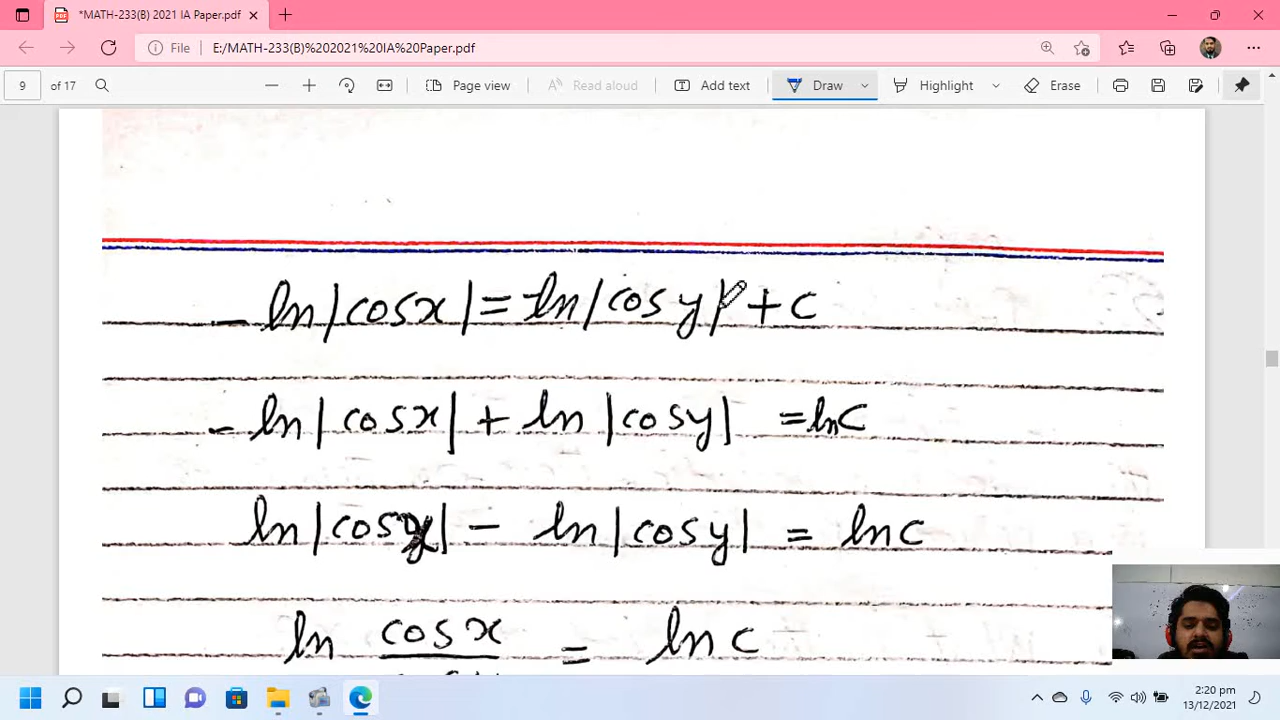 *MATH-233(B) 2021 IA Paper.pdf
File E:/MATH-233(B)%202021%20IA%20Paper.pdf
9 of 17 Page view Read aloud Add text Draw Highlight Erase
- ln|cosx| = -ln|cosy| + c
- ln|cosx| + ln|cosy| = lnc
ln|cosx| - ln|cosy| = lnc
ln cosx = lnc
2:20 pm
13/12/2021